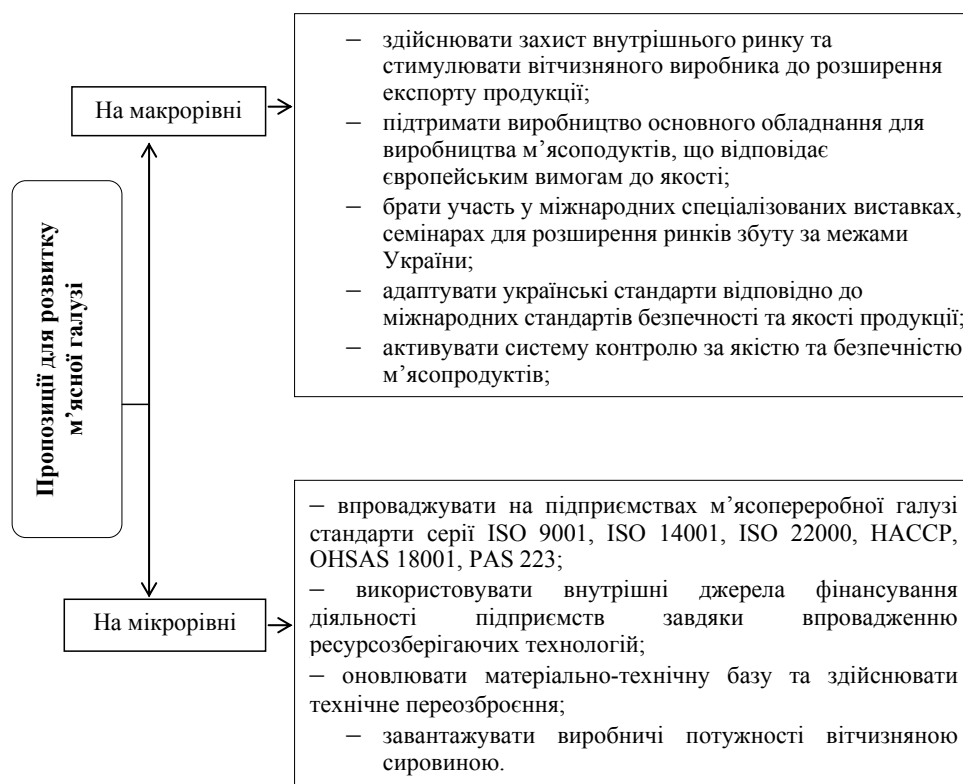 Пропозиції для розвитку
м’ясної галузі
На макрорівні
– здійснювати захист внутрішнього ринку та
стимулювати вітчизняного виробника до розширення
експорту продукції;
– підтримати виробництво основного обладнання для
виробництва м’ясоподуктів, що відповідає
європейським вимогам до якості;
– брати участь у міжнародних спеціалізованих виставках,
семінарах для розширення ринків збуту за межами
України;
– адаптувати українські стандарти відповідно до
міжнародних стандартів безпечності та якості продукції;
– активувати систему контролю за якістю та безпечністю
м’ясопродуктів;
На мікрорівні
– впроваджувати на підприємствах м’ясопереробної галузі
стандарти серії ISO 9001, ISO 14001, ISO 22000, HACCP,
OHSAS 18001, PAS 223;
– використовувати внутрішні джерела фінансування
діяльності підприємств завдяки впровадженню
ресурсозберігаючих технологій;
– оновлювати матеріально-технічну базу та здійснювати
технічне переозброєння;
– завантажувати виробничі потужності вітчизняною
сировиною.